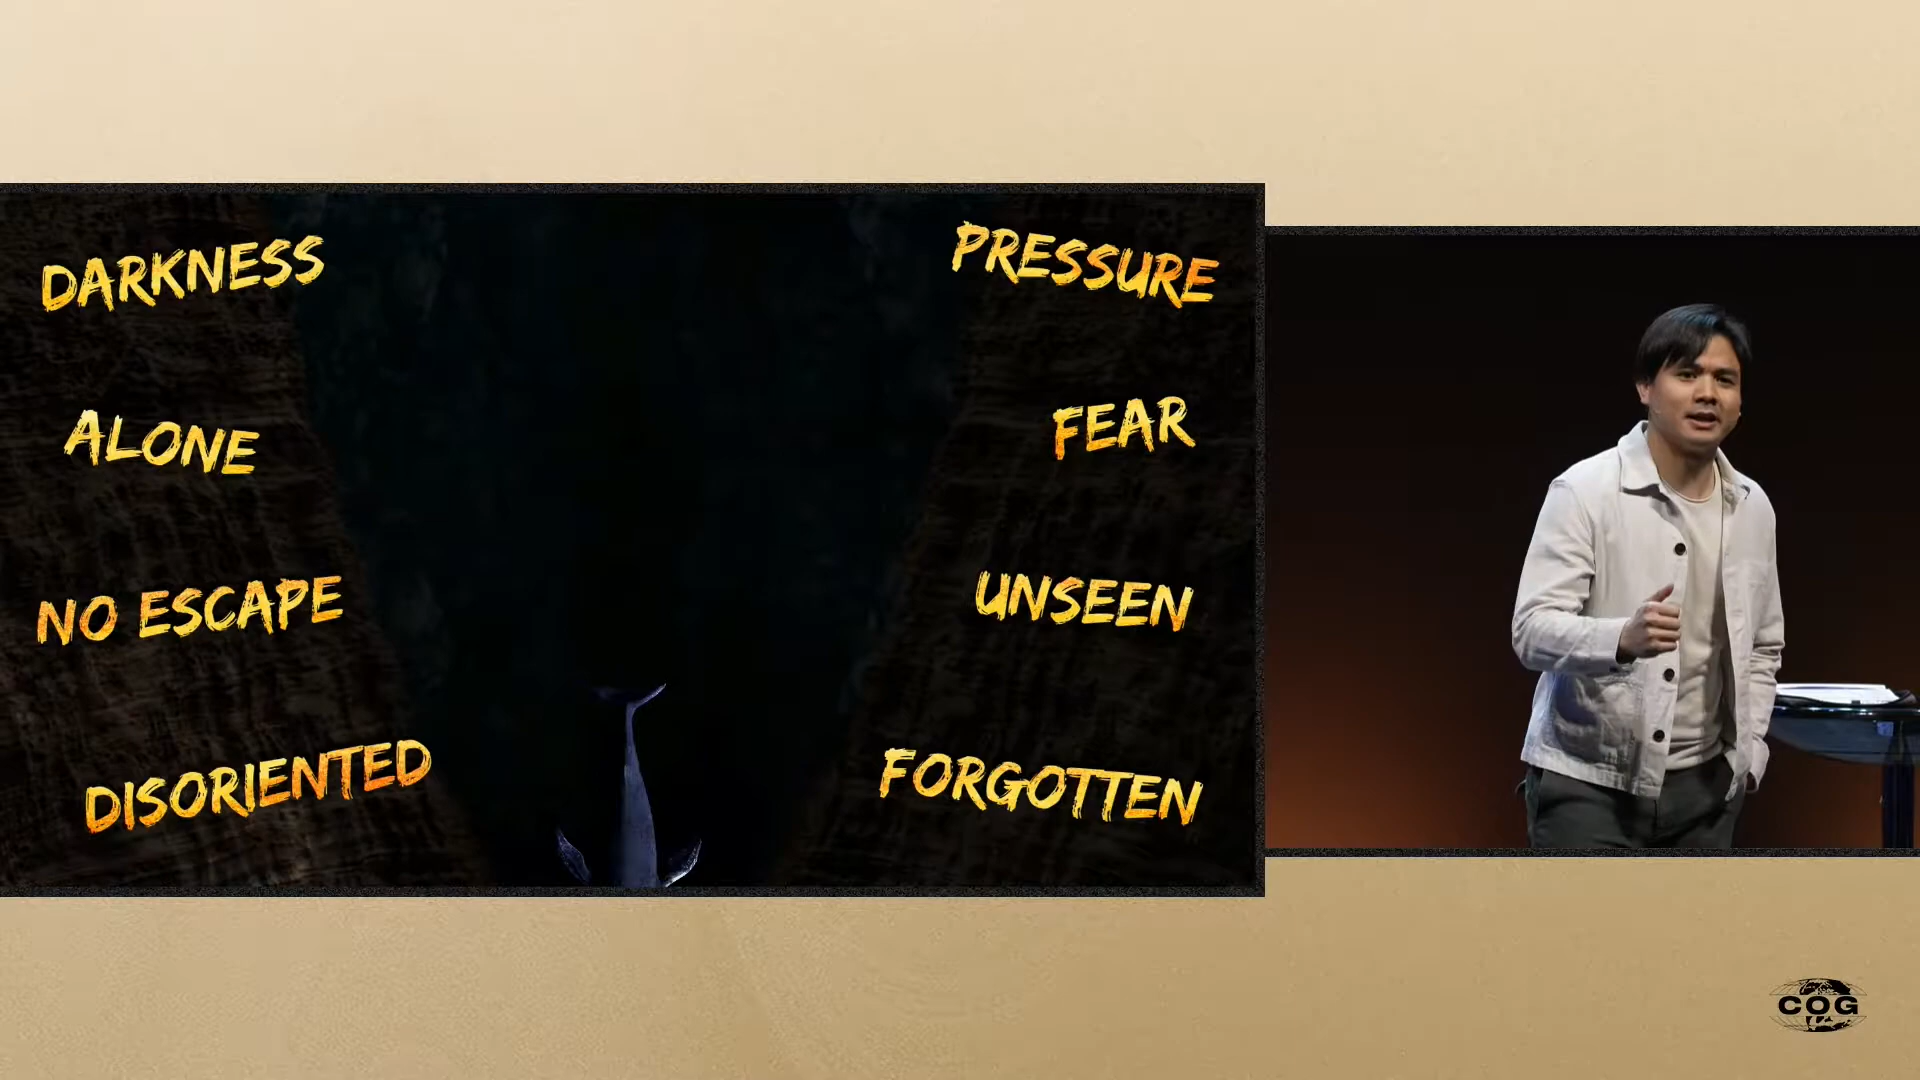 DARKNESS
PRESSURE
ALONE
FEAR
NO ESCAPE
UNSEEN
DISORIENTED
FORGOTTEN
COG